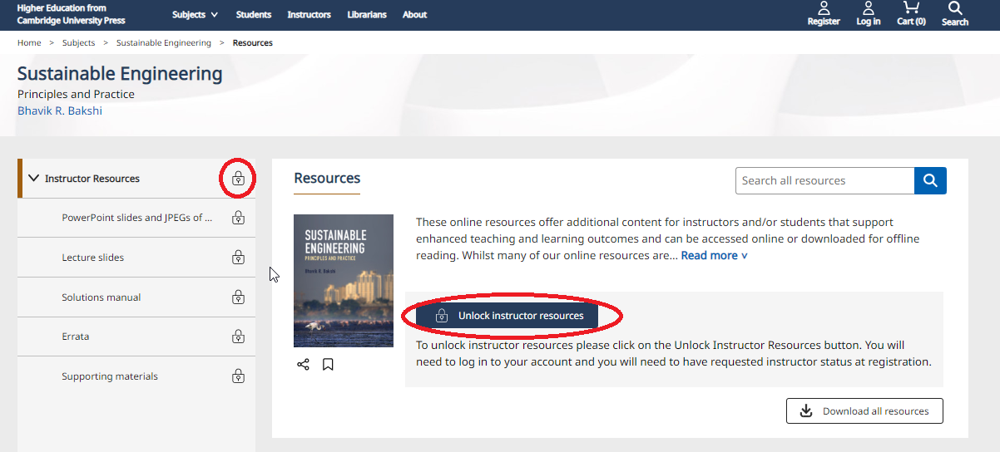 Higher Education from
Cambridge University Press
Subjects
Students
Instructors
Librarians
About
Register
Log in
Cart (0)
Search
Home > Subjects > Sustainable Engineering > Resources
Sustainable Engineering
Principles and Practice
Bhavik R. Bakshi
Instructor Resources
PowerPoint slides and JPEGs of ...
Lecture slides
Solutions manual
Errata
Supporting materials
Resources
Search all resources
SUSTAINABLE
ENGINEERING
PRINCIPLES AND PRACTICE
Bhavik R. Bakshi
These online resources offer additional content for instructors and/or students that support
enhanced teaching and learning outcomes and can be accessed online or downloaded for offline
reading. Whilst many of our online resources are... Read more
Unlock instructor resources
To unlock instructor resources please click on the Unlock Instructor Resources button. You will
need to log in to your account and you will need to have requested instructor status at registration.
Download all resources